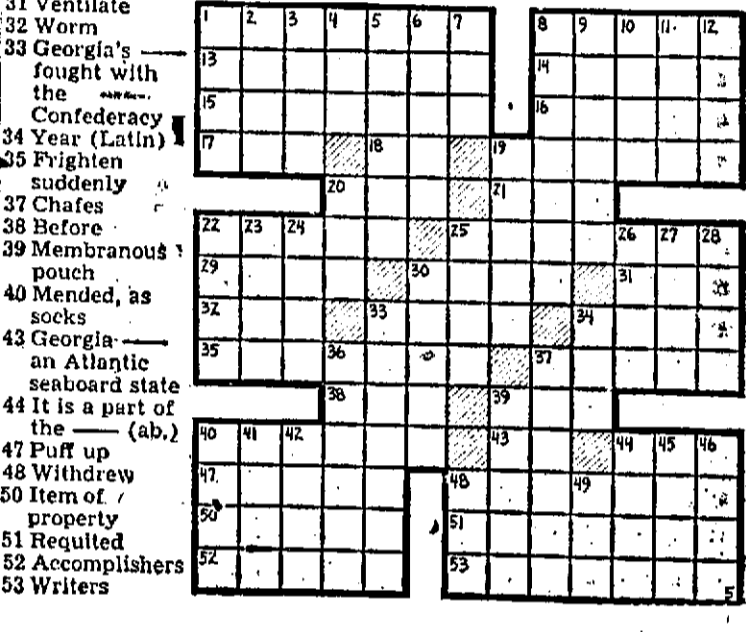 31 Ventilate
32 Worm
33 Georgia's ——
fought with
the
Confederacy
34 Year (Latin)
35 Frighten
suddenly
37 Chafes
38 Before
39 Membranous
pouch
40 Mended, as
socks
43 Georgia ——
an Atlantic
seaboard state
44 It is a part of
the —— (ab.)
47 Puff up
48 Withdrew
50 Item of
property
51 Requited
52 Accomplishers
53 Writers
1 2 3 4 5 6 7 8 9 10 11 12
13 14
15 16
17 18 19
20 21
22 23 24 25 26 27 28
29 30 31
32 33 34
35 36 37
38 39
40 41 42 43 44 45 46
47 48 49
50 51
52 53
5